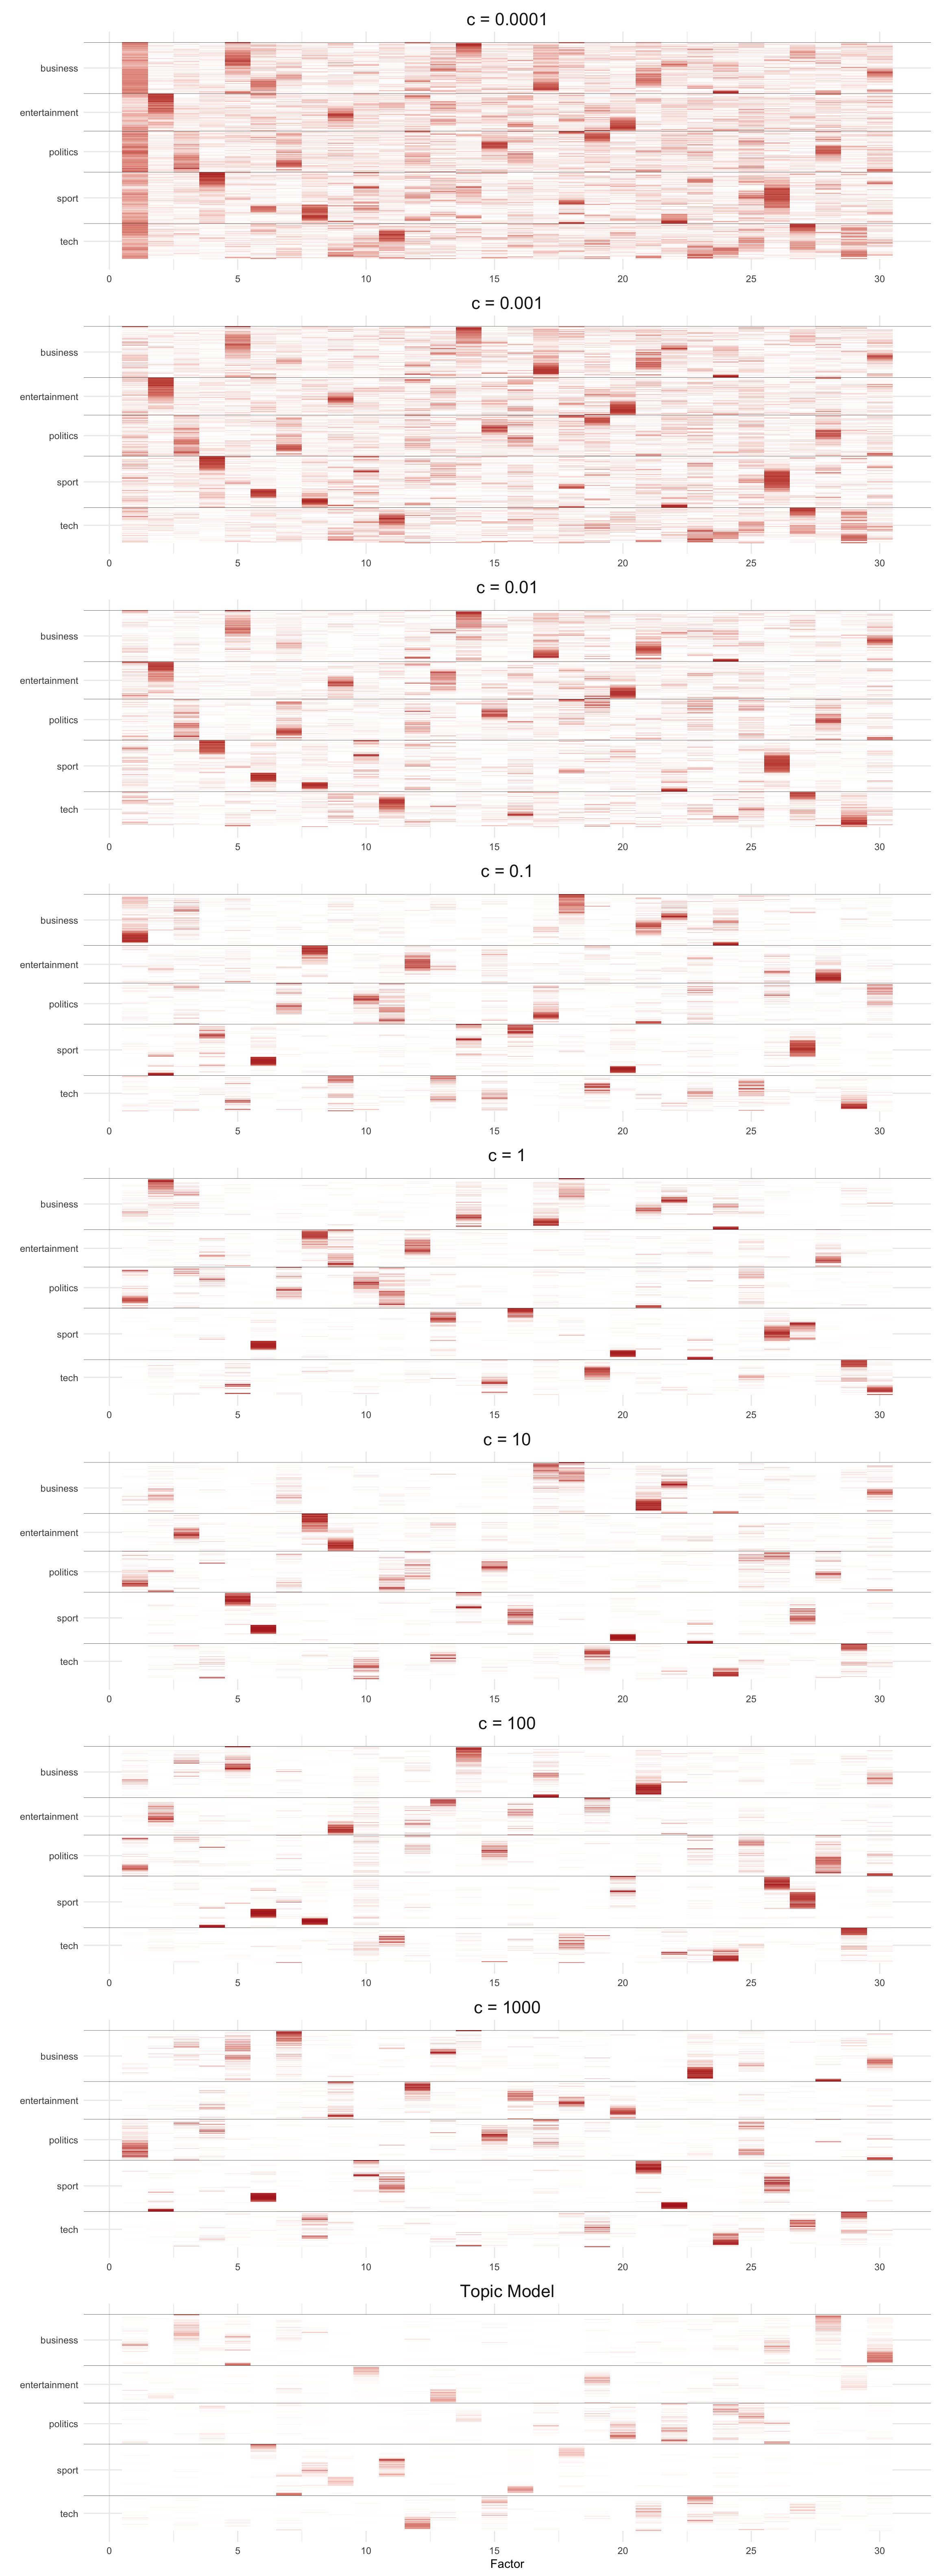 c = 0.0001
business
entertainment
politics
sport
tech
0 5 10 15 20 25 30
c = 0.001
business
entertainment
politics
sport
tech
0 5 10 15 20 25 30
c = 0.01
business
entertainment
politics
sport
tech
0 5 10 15 20 25 30
c = 0.1
business
entertainment
politics
sport
tech
0 5 10 15 20 25 30
c = 1
business
entertainment
politics
sport
tech
0 5 10 15 20 25 30
c = 10
business
entertainment
politics
sport
tech
0 5 10 15 20 25 30
c = 100
business
entertainment
politics
sport
tech
0 5 10 15 20 25 30
c = 1000
business
entertainment
politics
sport
tech
0 5 10 15 20 25 30
Topic Model
business
entertainment
politics
sport
tech
0 5 10 15 20 25 30
Factor